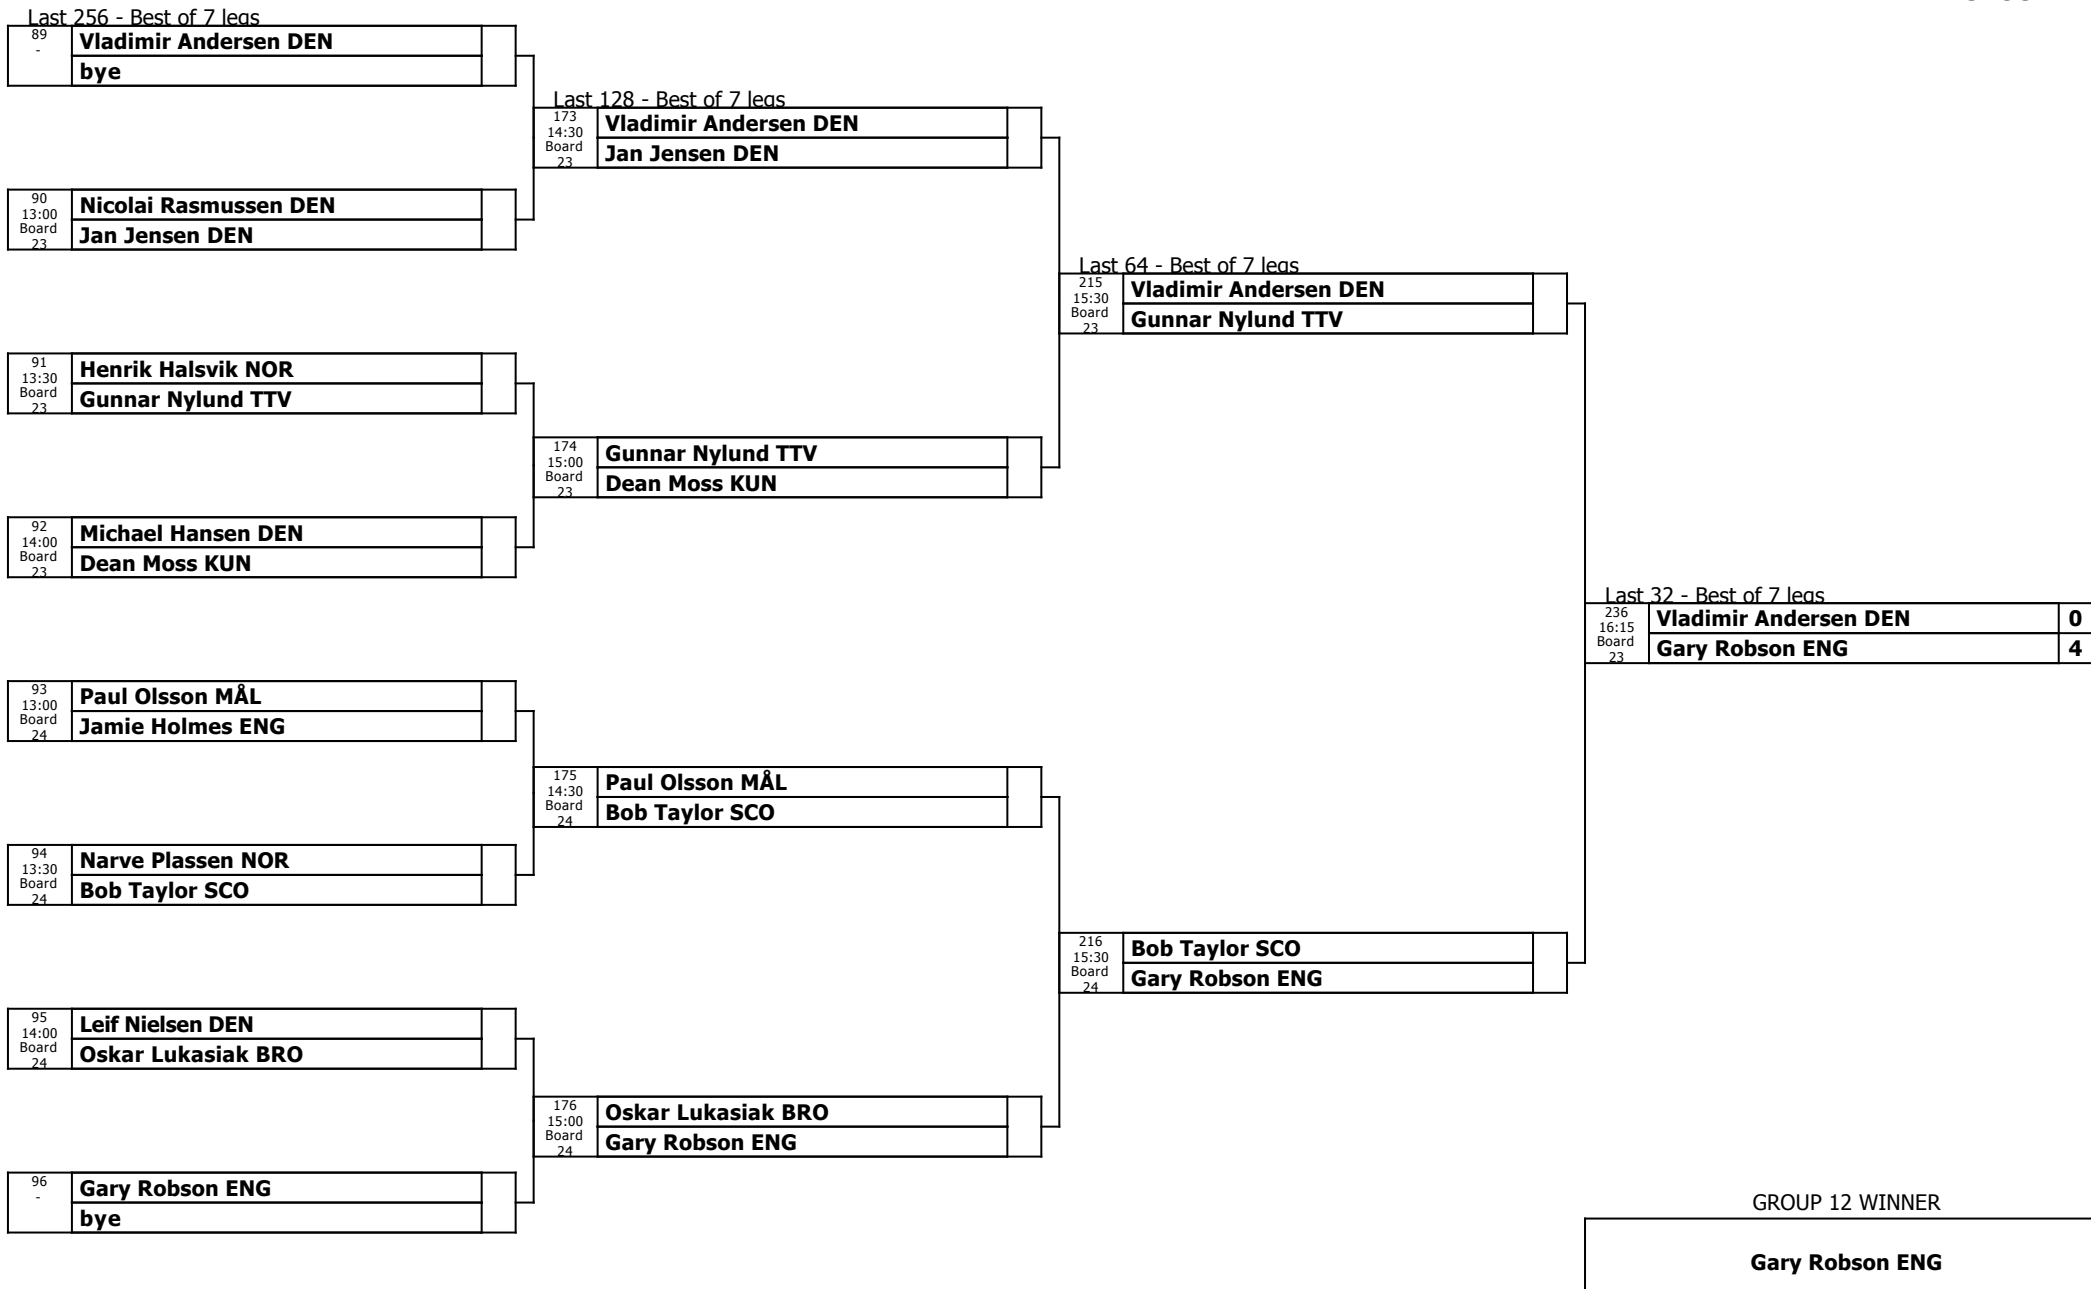 Last 256 - Best of 7 legs
89
-
Vladimir Andersen DEN
bye
90
13:00
Board
23
Nicolai Rasmussen DEN
Jan Jensen DEN
91
13:30
Board
23
Henrik Halsvik NOR
Gunnar Nylund TTV
92
14:00
Board
23
Michael Hansen DEN
Dean Moss KUN
93
13:00
Board
24
Paul Olsson MÅL
Jamie Holmes ENG
94
13:30
Board
24
Narve Plassen NOR
Bob Taylor SCO
95
14:00
Board
24
Leif Nielsen DEN
Oskar Lukasiak BRO
96
-
Gary Robson ENG
bye
Last 128 - Best of 7 legs
173
14:30
Board
23
Vladimir Andersen DEN
Jan Jensen DEN
174
15:00
Board
23
Gunnar Nylund TTV
Dean Moss KUN
175
14:30
Board
24
Paul Olsson MÅL
Bob Taylor SCO
176
15:00
Board
24
Oskar Lukasiak BRO
Gary Robson ENG
Last 64 - Best of 7 legs
215
15:30
Board
23
Vladimir Andersen DEN
Gunnar Nylund TTV
216
15:30
Board
24
Bob Taylor SCO
Gary Robson ENG
Last 32 - Best of 7 legs
236
16:15
Board
23
Vladimir Andersen DEN 0
Gary Robson ENG 4
GROUP 12 WINNER
Gary Robson ENG